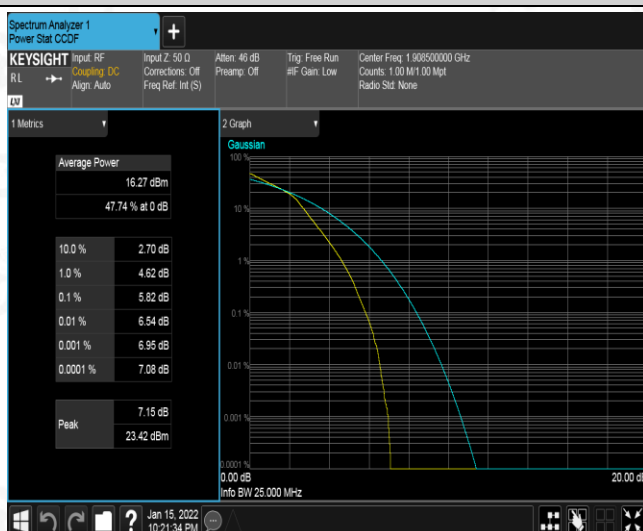 Spectrum Analyzer 1
Power Stat CCDF
+
KEYSIGHT
RL
LXI
Input: RF
Coupling: DC
Align: Auto
Input Z: 50 Ω
Corrections: Off
Freq Ref: Int (S)
Atten: 46 dB
Preamp: Off
Trig: Free Run
#IF Gain: Low
Center Freq: 1.908500000 GHz
Counts: 1.00 M/1.00 Mpt
Radio Std: None
1 Metrics
Average Power
16.27 dBm
47.74 % at 0 dB
10.0 % 2.70 dB
1.0 % 4.62 dB
0.1 % 5.82 dB
0.01 % 6.54 dB
0.001 % 6.95 dB
0.0001 % 7.08 dB
Peak
7.15 dB
23.42 dBm
2 Graph
Gaussian
100 %
10 %
1 %
0.1 %
0.01 %
0.001 %
0.0001 %
0.00 dB
20.00 dB
Info BW 25.000 MHz
?
Jan 15, 2022
10:21:34 PM